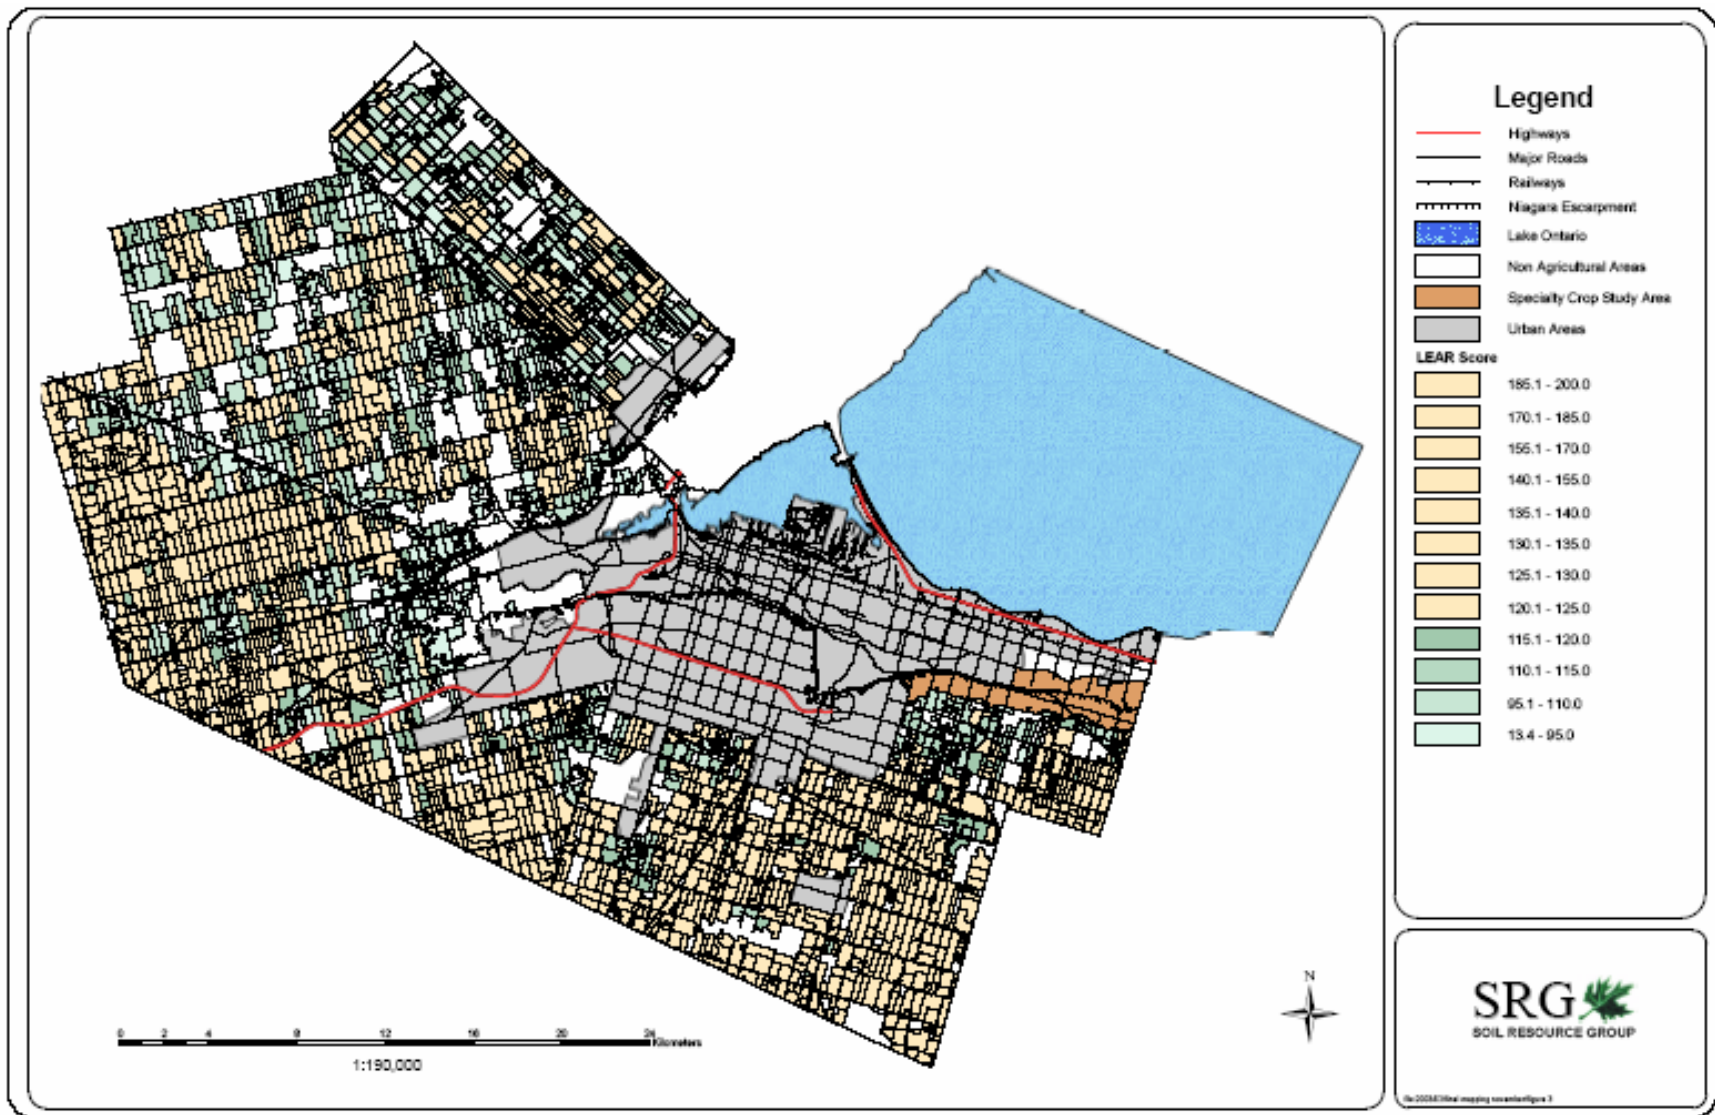 Legend
Highways
Major Roads
Railways
Niagara Escarpment
Lake Ontario
Non Agricultural Areas
Specialty Crop Study Area
Urban Areas
LEAR Score
185.1 - 200.0
170.1 - 185.0
155.1 - 170.0
140.1 - 155.0
135.1 - 140.0
130.1 - 135.0
125.1 - 130.0
120.1 - 125.0
115.1 - 120.0
110.1 - 115.0
95.1 - 110.0
13.4 - 95.0
N
0 2 4 8 12 16 20 24
Kilometers
1:190,000
SRG
SOIL RESOURCE GROUP